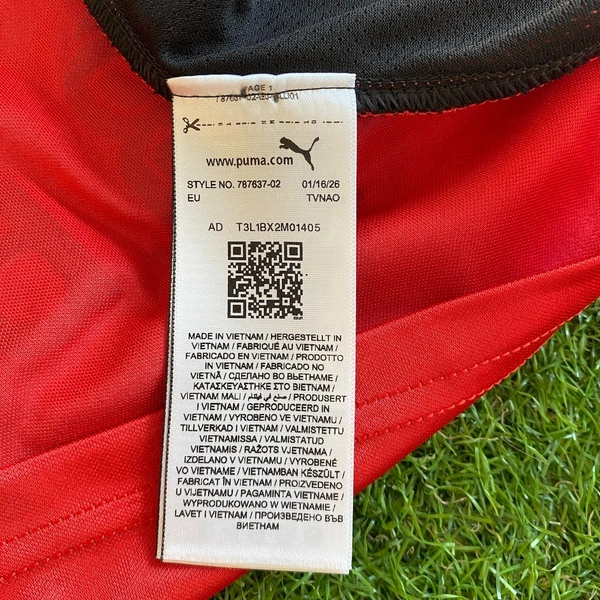 PAGE 1
www.puma.com
STYLE NO. 787637-02 01/16/26
EU TVNAO
AD T3L1BX2M01405
MADE IN VIETNAM / HERGESTELLT IN
VIETNAM / FABRIQUÉ AU VIETNAM /
FABRICADO EN VIETNAM / PRODOTTO
IN VIETNAM / FABRICADO NO
VIETNÃ / СДЕЛАНО ВО ВЬЕТНАМЕ /
ΚΑΤΑΣΚΕΥΑΣΤΗΚΕ ΣΤΟ ΒΙΕΤΝΑΜ /
VIETNAM MALI / صنع في فيتنام / PRODUSERT
I VIETNAM / GEPRODUCEERD IN
VIETNAM / VYROBENO VE VIETNAMU /
TILLVERKAD I VIETNAM / VALMISTETTU
VIETNAMISSA / VALMISTATUD
VIETNAMIS / RAŽOTS VJETNAMA /
IZDELANO V VIETNAMU / VYROBENÉ
VO VIETNAME / VIETNAMBAN KÉSZÜLT /
FABRICAT ÎN VIETNAM / PROIZVEDENO
U VIJETNAMU / PAGAMINTA VIETNAME /
WYPRODUKOWANO W WIETNAMIE /
LAVET I VIETNAM / ПРОИЗВЕДЕНО ВЪВ
ВИЕТНАМ